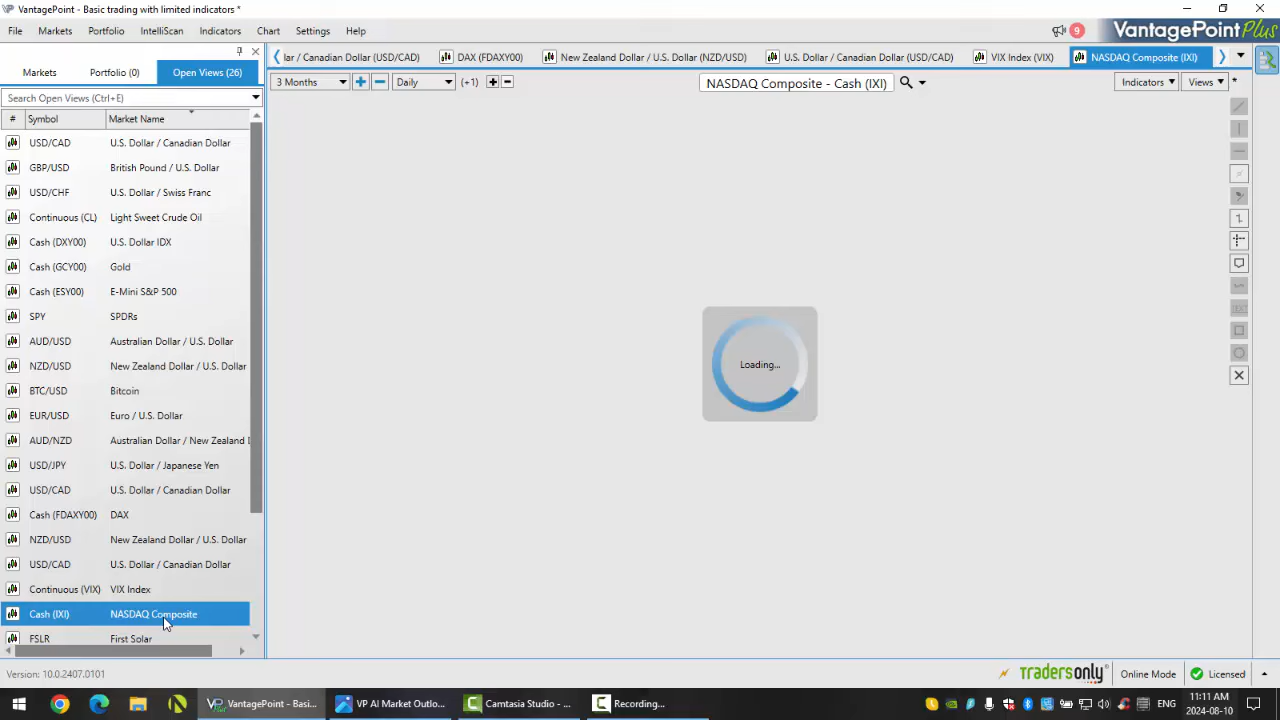 VantagePoint - Basic trading with limited indicators *
File Markets Portfolio IntelliScan Indicators Chart Settings Help
9
VANTAGEPOINT Plus
Markets Portfolio (0) Open Views (26)
lar / Canadian Dollar (USD/CAD) DAX (FDAXY00) New Zealand Dollar / U.S. Dollar (NZD/USD) U.S. Dollar / Canadian Dollar (USD/CAD) VIX Index (VIX) NASDAQ Composite (IXI)
3 Months Daily (+1) NASDAQ Composite - Cash (IXI) Indicators Views *
Search Open Views (Ctrl+E)
# Symbol Market Name
USD/CAD U.S. Dollar / Canadian Dollar
GBP/USD British Pound / U.S. Dollar
USD/CHF U.S. Dollar / Swiss Franc
Continuous (CL) Light Sweet Crude Oil
Cash (DXY00) U.S. Dollar IDX
Cash (GCY00) Gold
Cash (ESY00) E-Mini S&P 500
SPY SPDRs
AUD/USD Australian Dollar / U.S. Dollar
NZD/USD New Zealand Dollar / U.S. Dollar
BTC/USD Bitcoin
EUR/USD Euro / U.S. Dollar
AUD/NZD Australian Dollar / New Zealand D
USD/JPY U.S. Dollar / Japanese Yen
USD/CAD U.S. Dollar / Canadian Dollar
Cash (FDAXY00) DAX
NZD/USD New Zealand Dollar / U.S. Dollar
USD/CAD U.S. Dollar / Canadian Dollar
Continuous (VIX) VIX Index
Cash (IXI) NASDAQ Composite
FSLR First Solar
Loading...
TEXT
Version: 10.0.2407.0101
tradersonly Online Mode Licensed
VantagePoint - Basi... VP AI Market Outlo... Camtasia Studio - ... Recording...
ENG
11:11 AM
2024-08-10